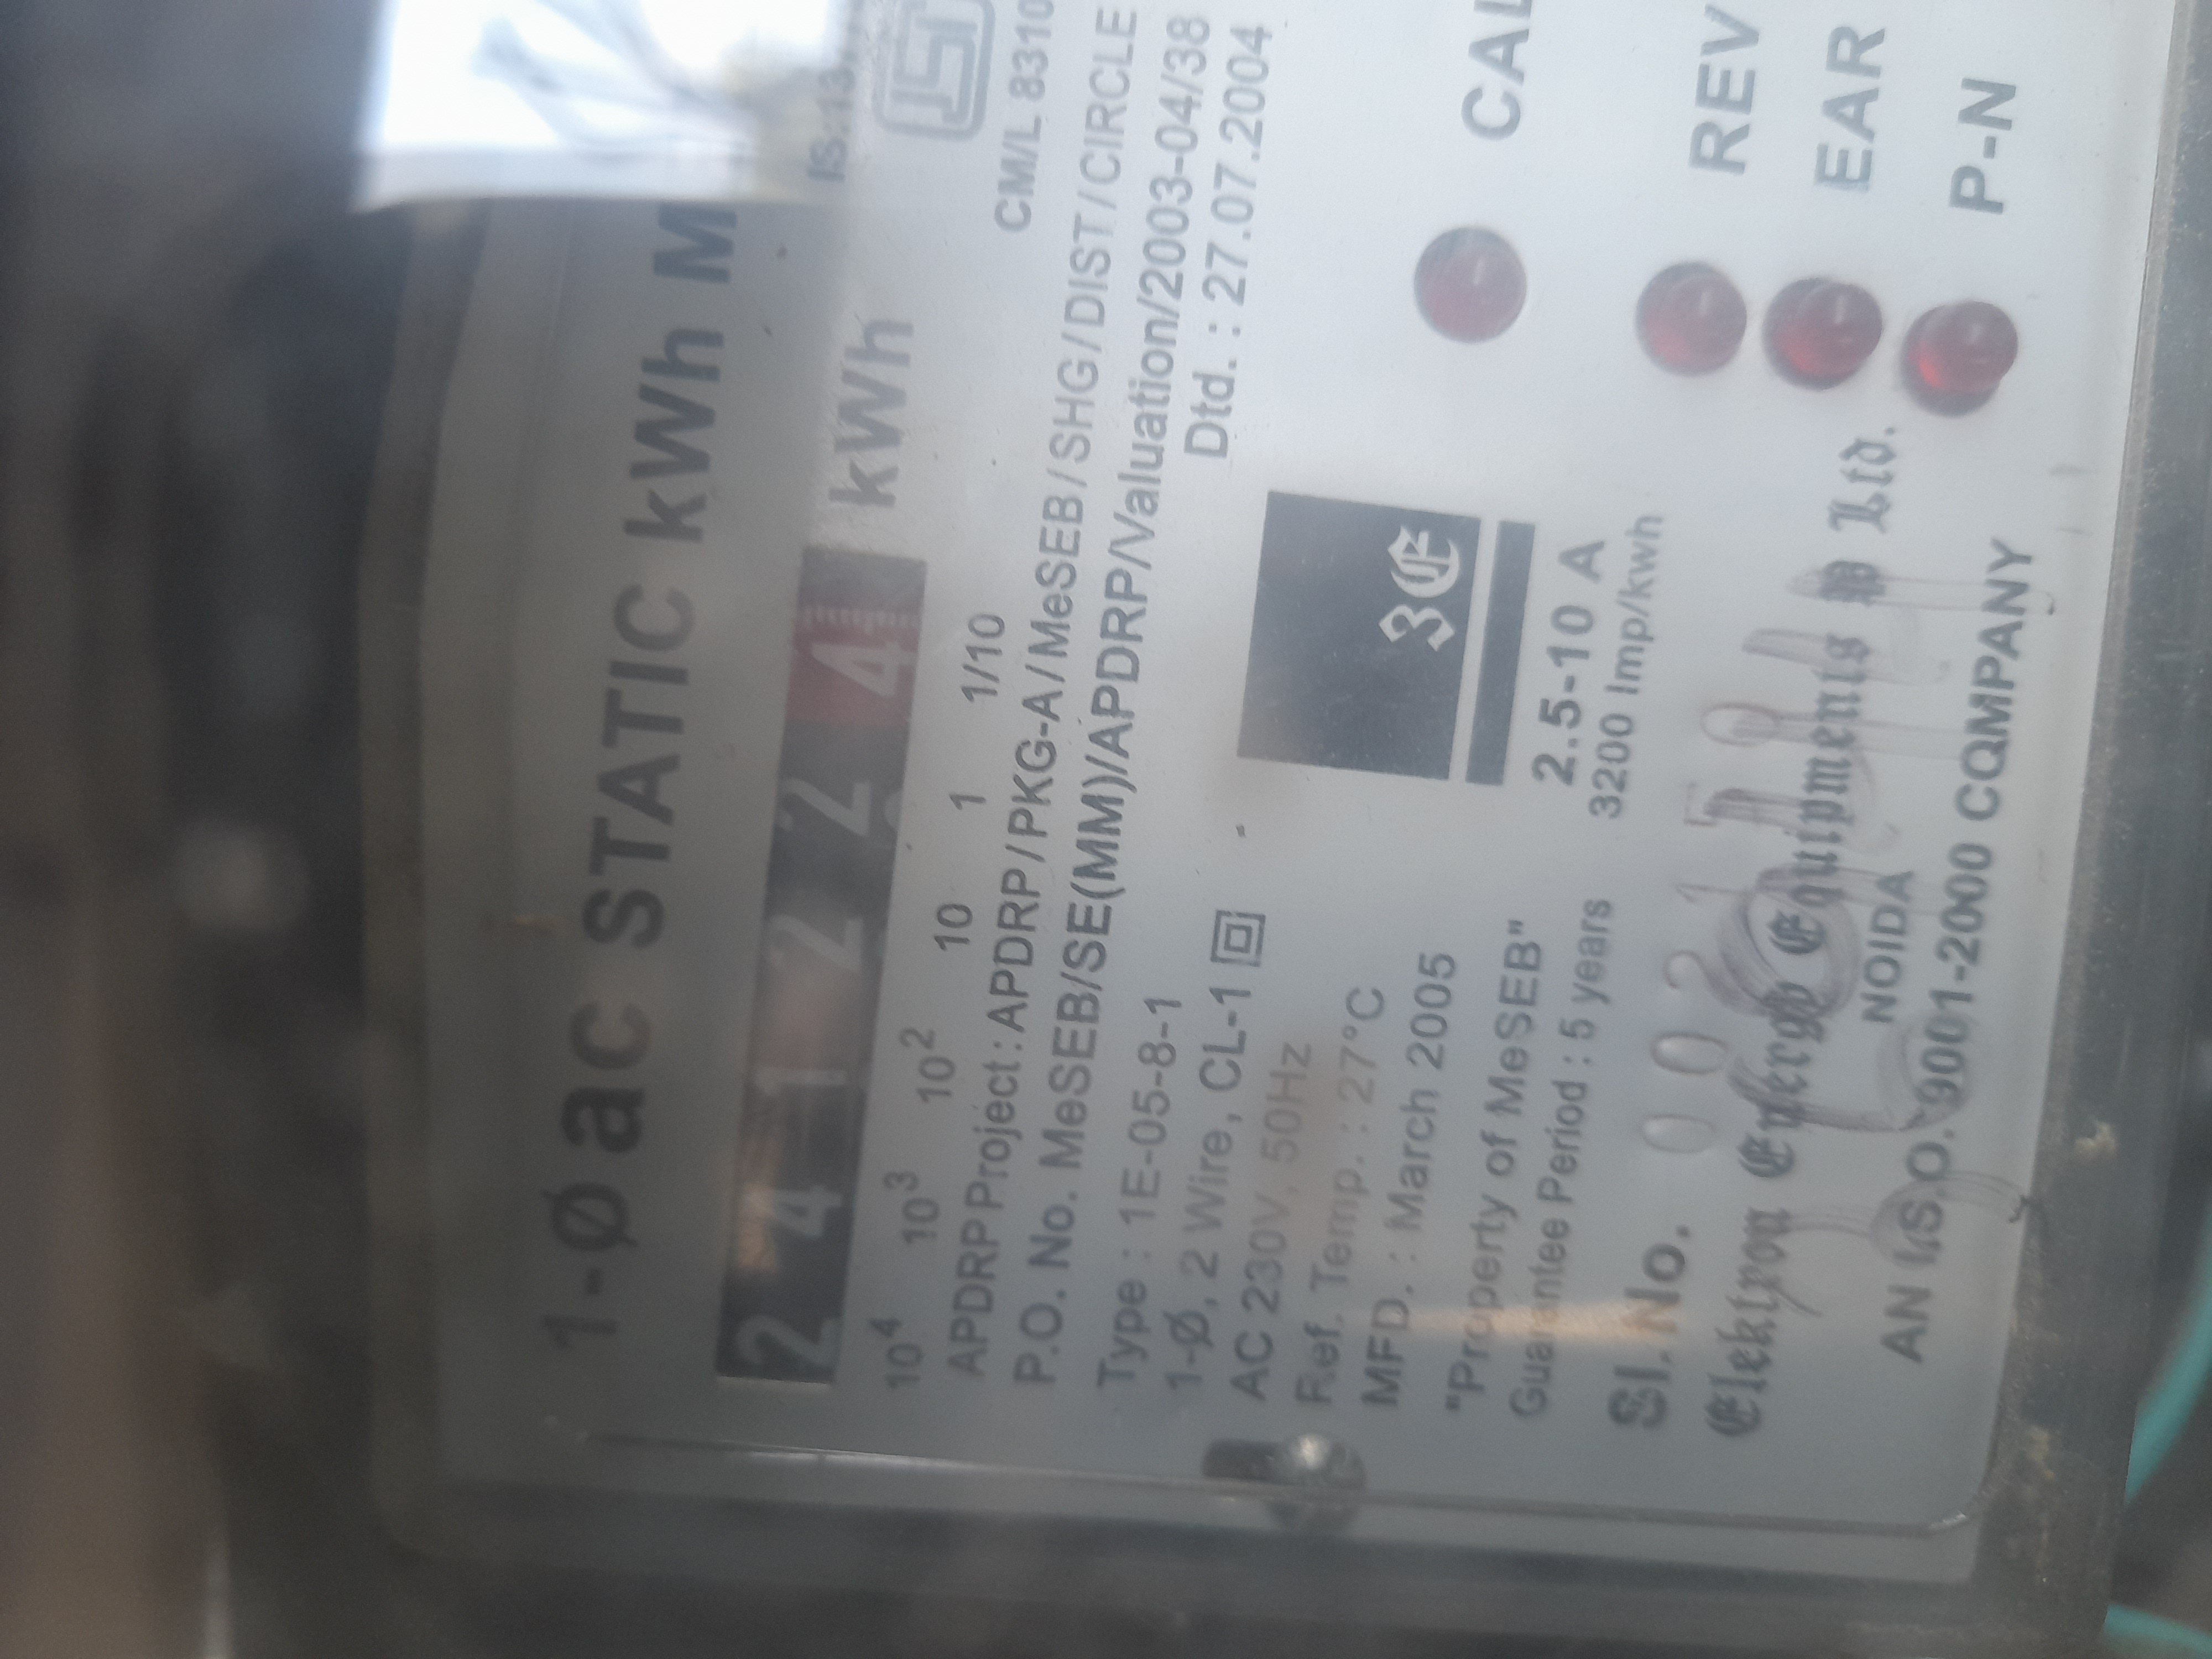 1-Ø ac STATIC kWh M
2 4 1 2 2 4 kWh
10⁴ 10³ 10² 10 1 1/10
CM/L 8310
APDRP Project : APDRP / PKG-A / MeSEB / SHG / DIST / CIRCLE
P.O. No. MeSEB/SE(MM)/APDRP/Valuation/2003-04/38
Dtd. : 27.07.2004
Type : 1E-05-8-1
1-Ø, 2 Wire, CL-1
AC 230V, 50Hz
Ref. Temp. : 27°C
MFD. : March 2005
3E
CAL
"Property of MeSEB"
Guarantee Period : 5 years
2.5-10 A
3200 Imp/kwh
Sl. No.
REV
EAR
P-N
Elektron Energy Equipments P Ltd.
NOIDA
AN I.S.O. 9001-2000 COMPANY